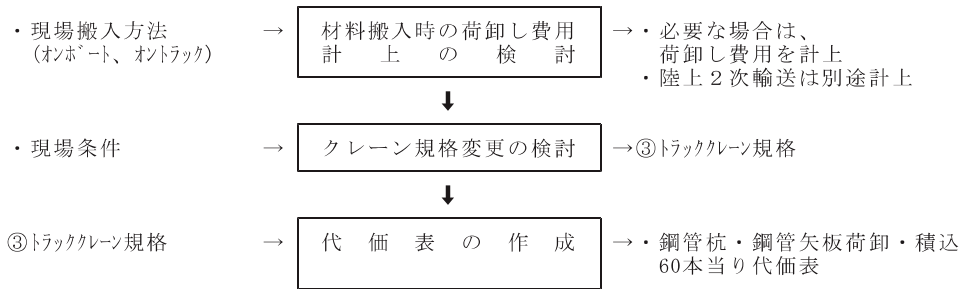 ・現場搬入方法 → 材料搬入時の荷卸し費用 →・必要な場合は、
(ｵﾝﾎﾞｰﾄ、ｵﾝﾄﾗｯｸ) 計上の検討 荷卸し費用を計上
・陸上２次輸送は別途計上
⬇
・現場条件 → クレーン規格変更の検討 →③ﾄﾗｯｸｸﾚｰﾝ規格
⬇
③ﾄﾗｯｸｸﾚｰﾝ規格 → 代価表の作成 →・鋼管杭・鋼管矢板荷卸・積込
60本当り代価表